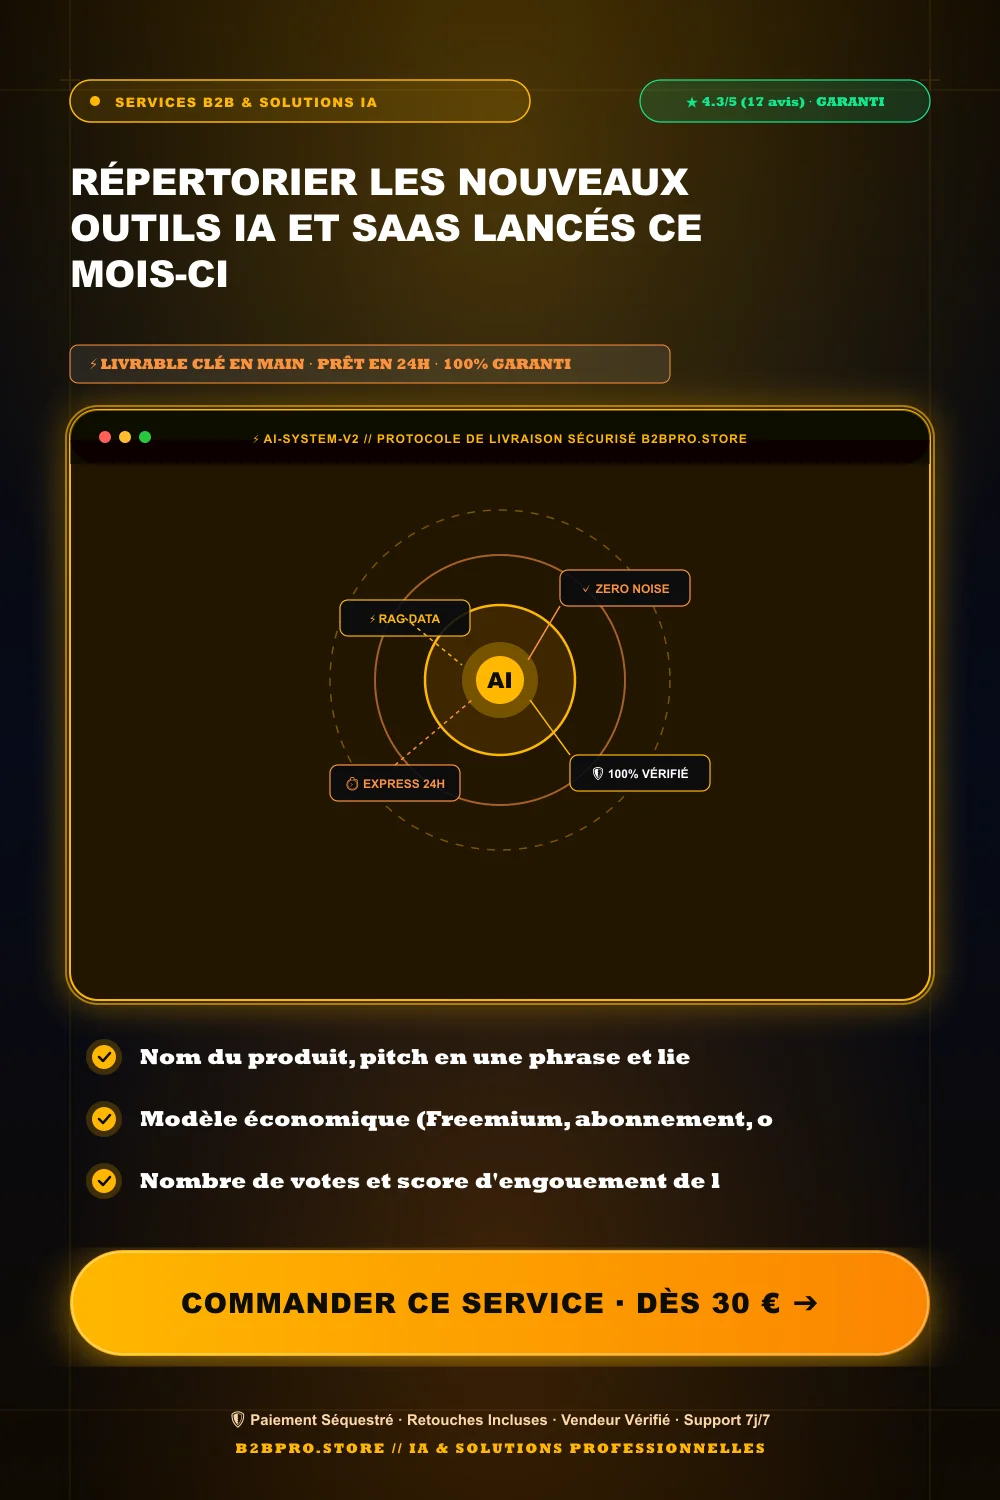 SERVICES B2B & SOLUTIONS IA
★ 4.3/5 (17 avis) · GARANTI
RÉPERTORIER LES NOUVEAUX
OUTILS IA ET SAAS LANCÉS CE
MOIS-CI
⚡ LIVRABLE CLÉ EN MAIN · PRÊT EN 24H · 100% GARANTI
⚡ AI-SYSTEM-V2 // PROTOCOLE DE LIVRAISON SÉCURISÉ B2BPRO.STORE
✓ ZERO NOISE
⚡ RAG DATA
AI
🛡 100% VÉRIFIÉ
⏱ EXPRESS 24H
Nom du produit, pitch en une phrase et lie
Modèle économique (Freemium, abonnement, o
Nombre de votes et score d'engouement de l
COMMANDER CE SERVICE · DÈS 30 € ➔
🛡 Paiement Séquestré · Retouches Incluses · Vendeur Vérifié · Support 7j/7
B2BPRO.STORE // IA & SOLUTIONS PROFESSIONNELLES